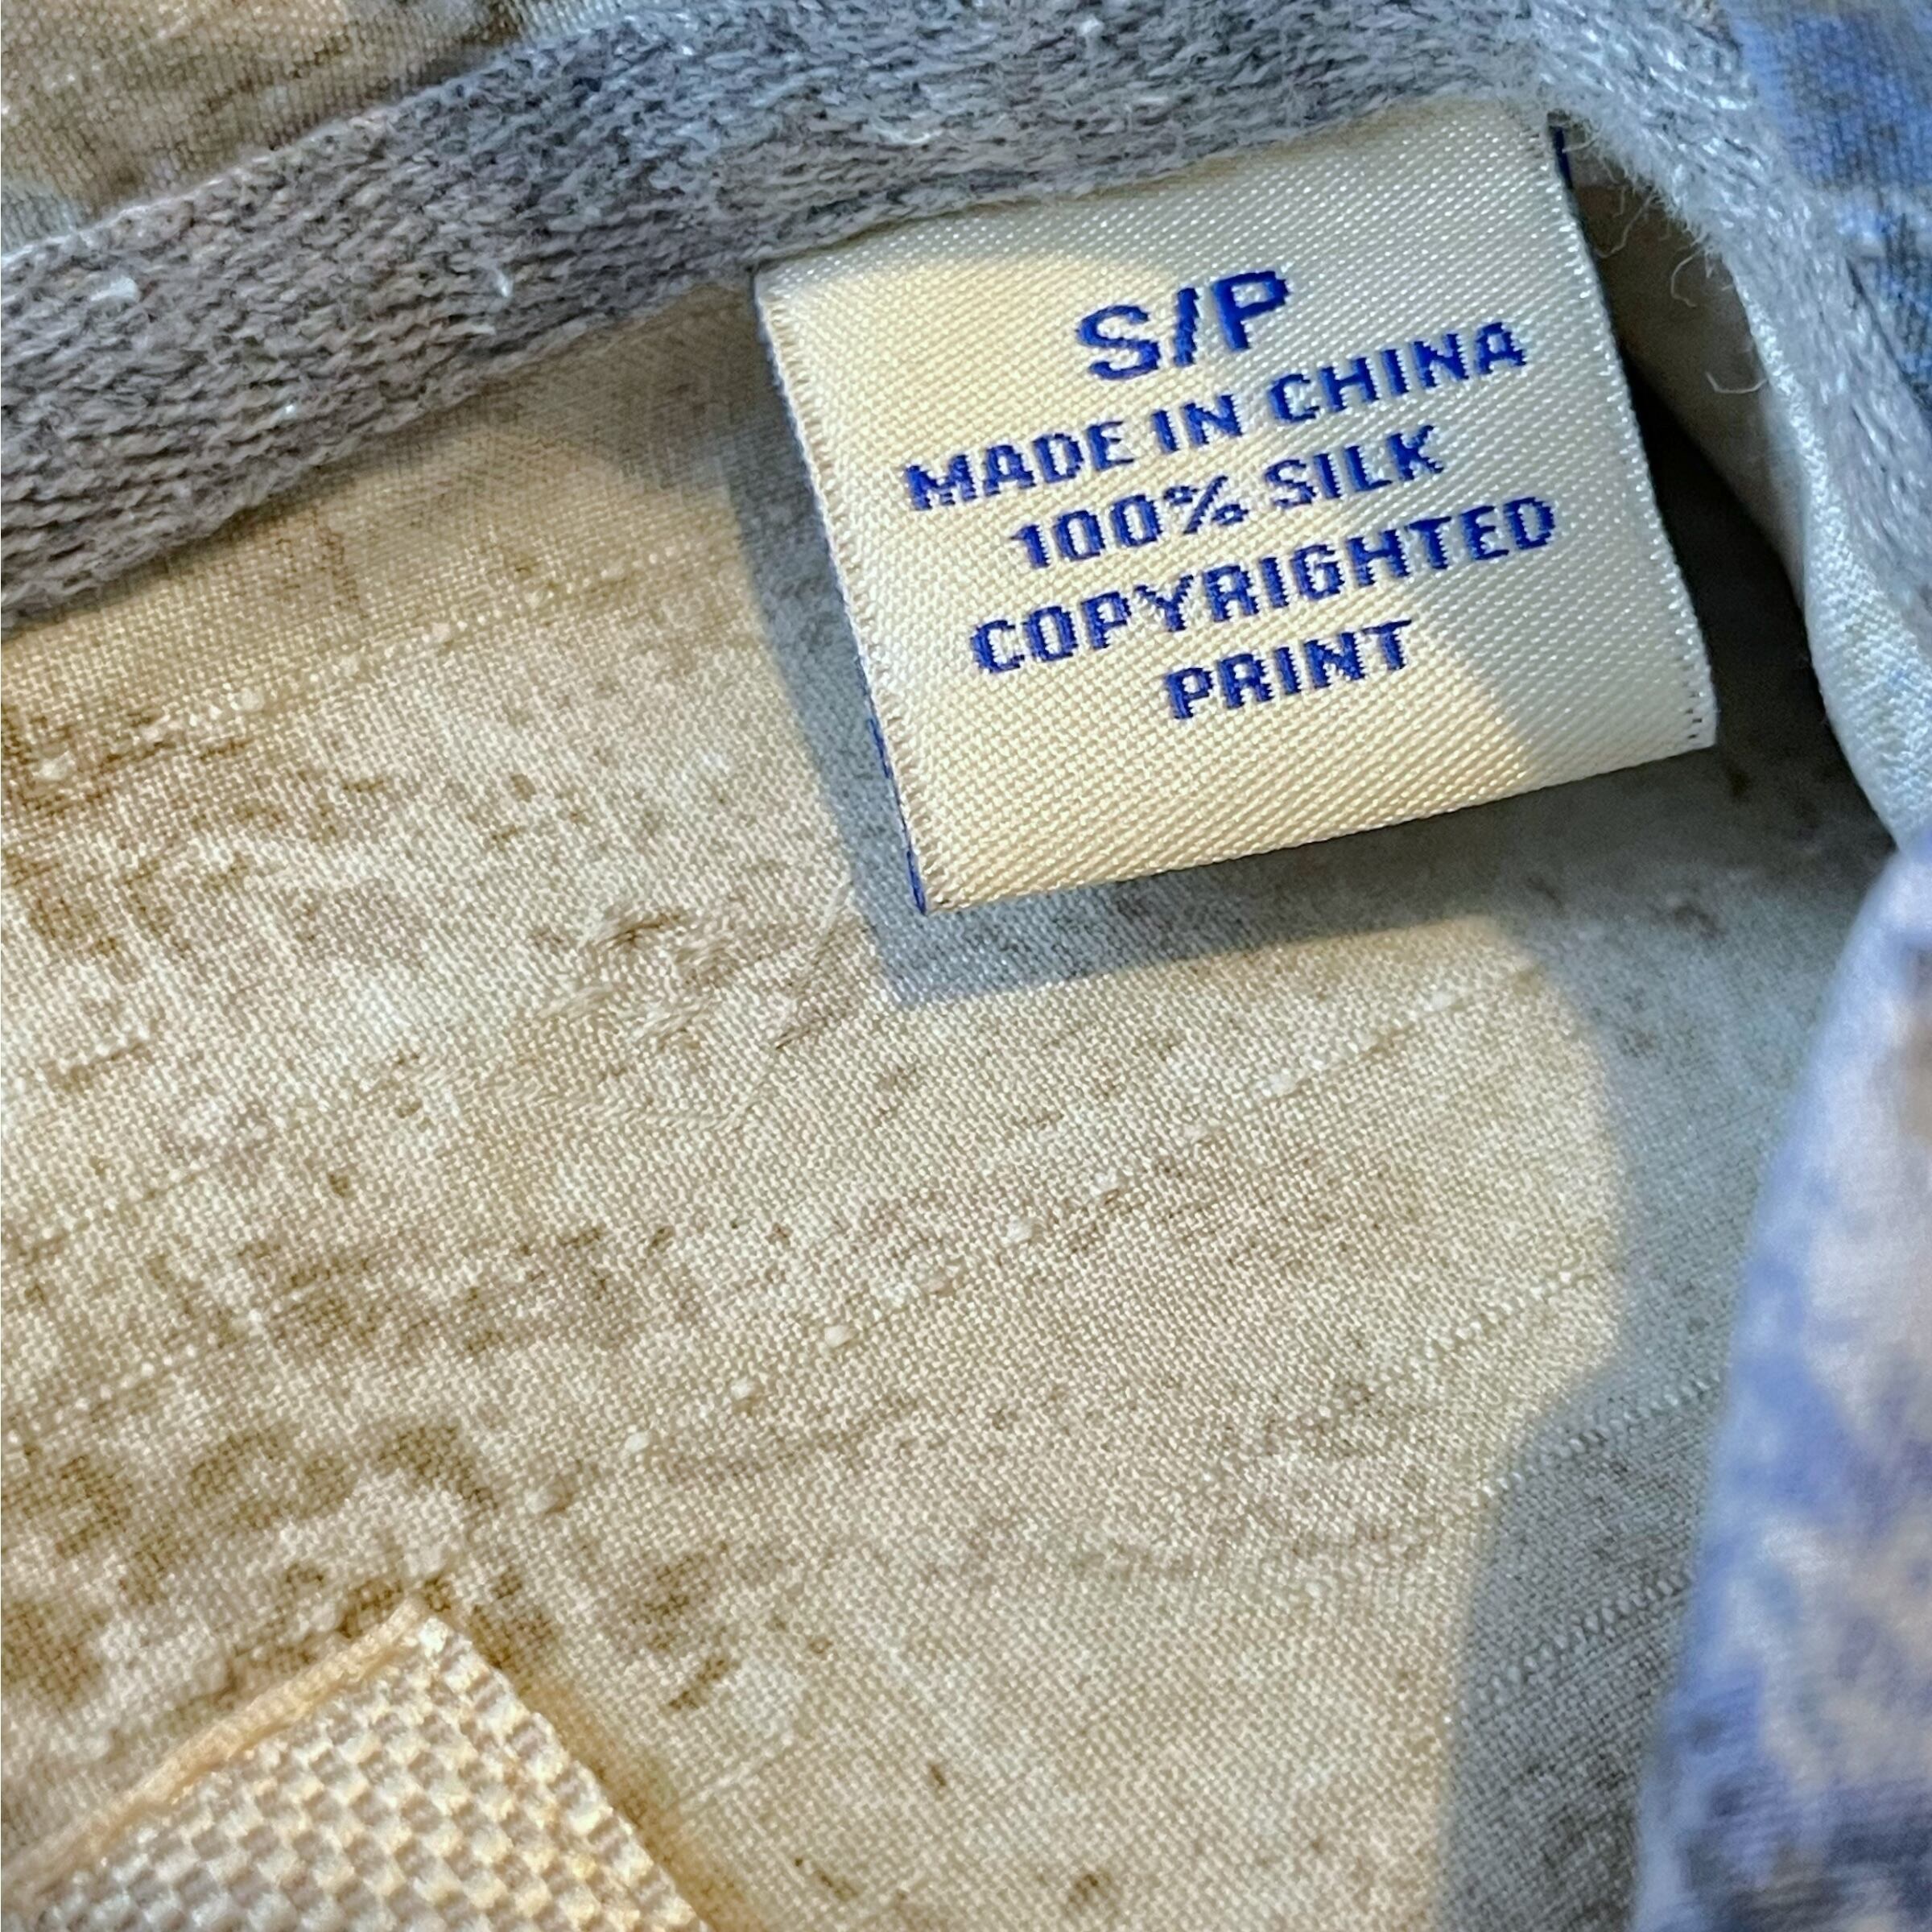 S/P
MADE IN CHINA
100% SILK
COPYRIGHTED
PRINT